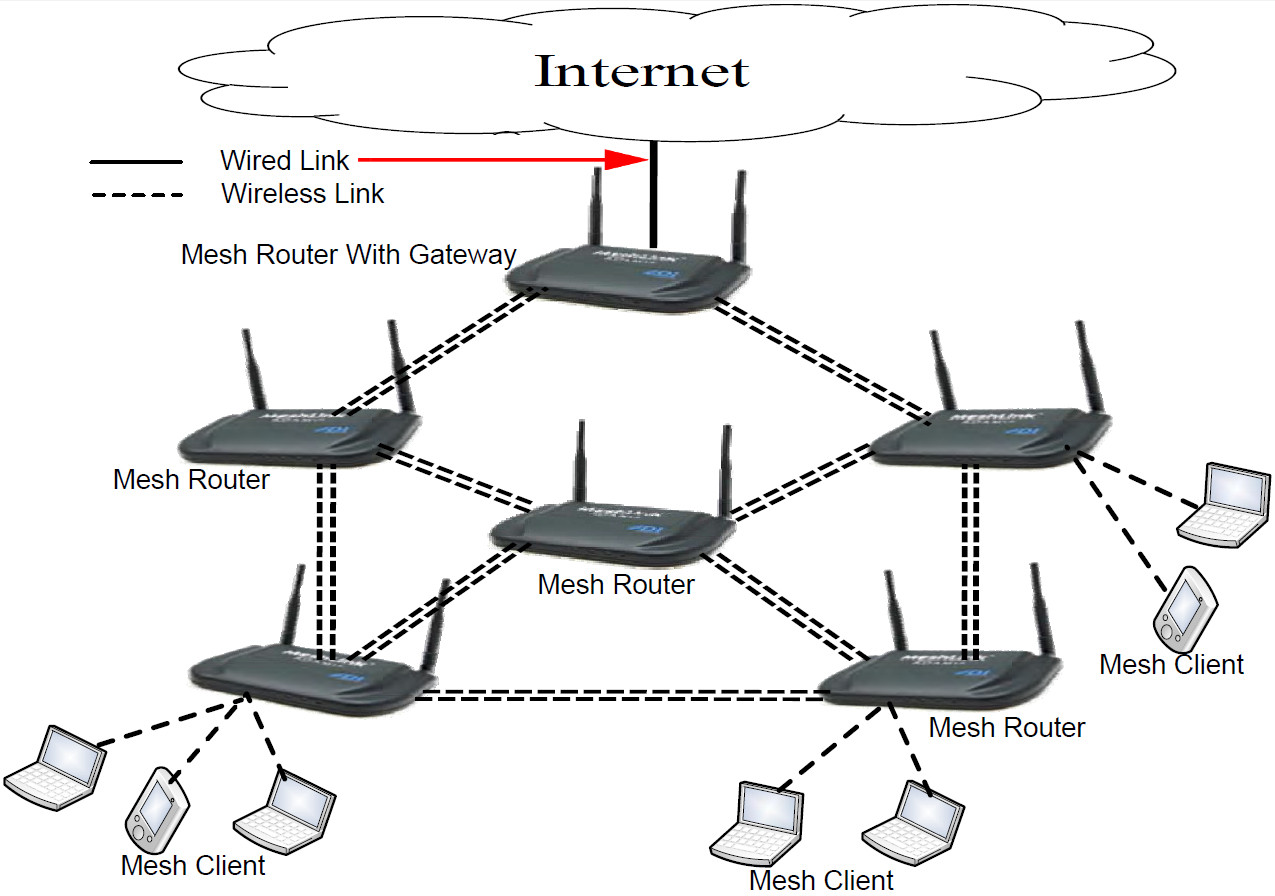 Internet
Wired Link
Wireless Link
Mesh Router With Gateway
Mesh Router
Mesh Router
Mesh Client
Mesh Router
Mesh Client
Mesh Client